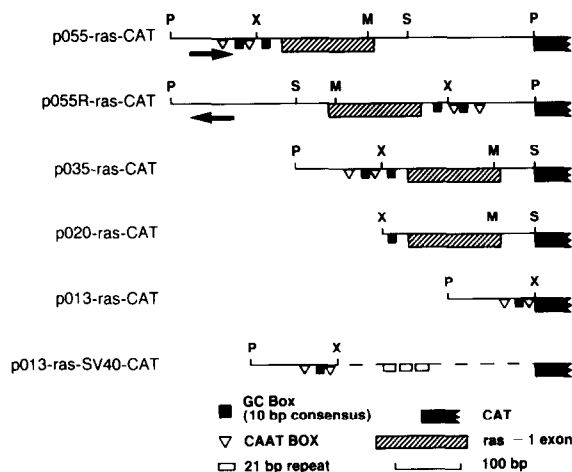 P X M S P
p055-ras-CAT
P S M X P
p055R-ras-CAT
P X M S
p035-ras-CAT
X M S
p020-ras-CAT
P X
p013-ras-CAT
P X
p013-ras-SV40-CAT
GC Box
(10 bp consensus)
CAT
CAAT BOX
ras – 1 exon
21 bp repeat
100 bp